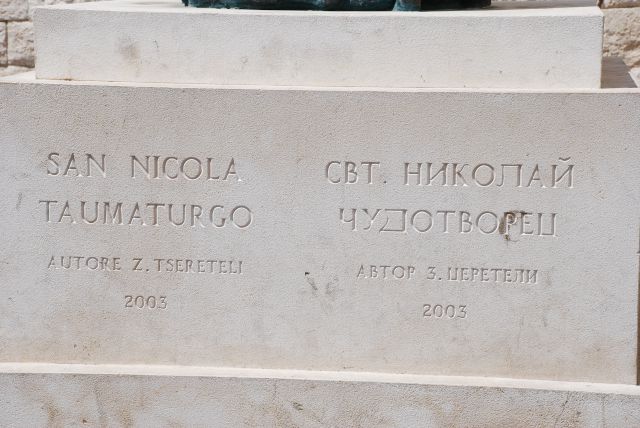 SAN NICOLA
TAUMATURGO
AUTORE Z. TSERETELI
2003
СВТ. НИКОЛАЙ
ЧУДОТВОРЕЦ
АВТОР З. ЦЕРЕТЕЛИ
2003